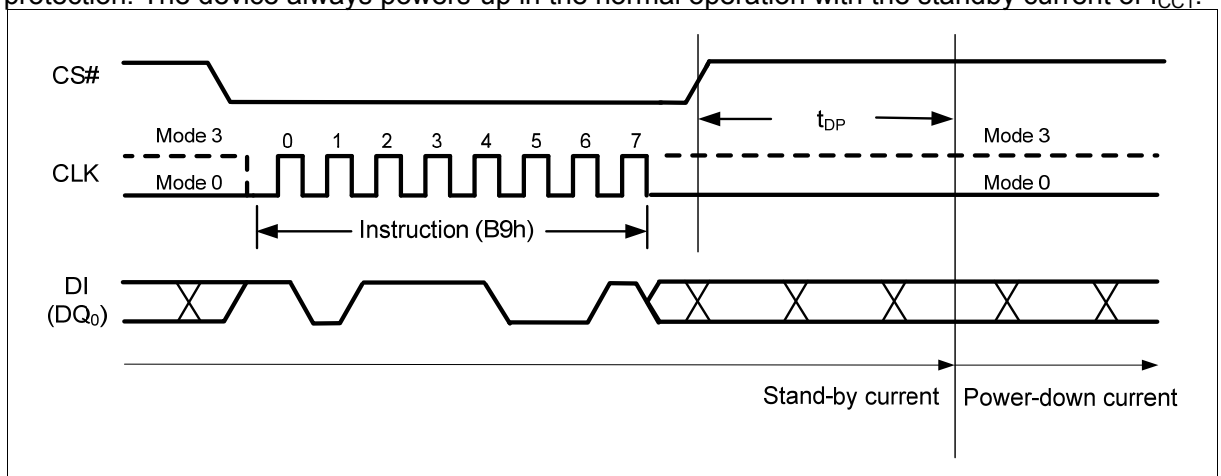 protection. The device always powers-up in the normal operation with the standby current of ICC1.
CS#
tDP
Mode 3
0 1 2 3 4 5 6 7
Mode 3
CLK
Mode 0
Mode 0
Instruction (B9h)
DI
(DQ0)
Stand-by current
Power-down current